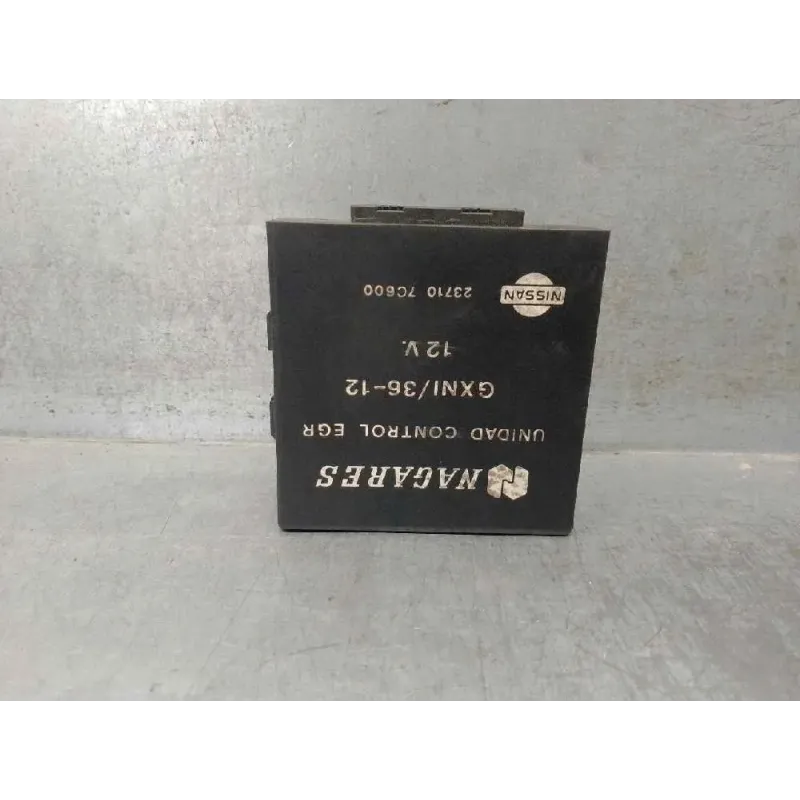 NAGARES
UNIDAD CONTROL EGR
GXNI/36-12
12 V.
NISSAN
23710 7C600